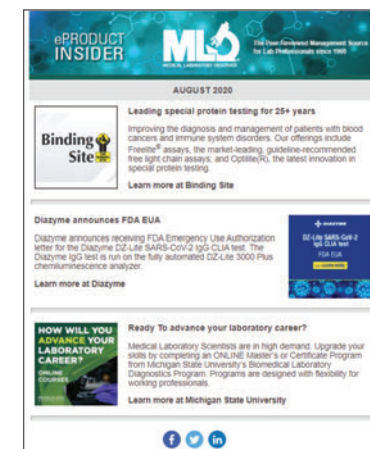 ePRODUCT
INSIDER
MLO
MEDICAL LABORATORY OBSERVER
The Peer Reviewed Management Source
for Lab Professionals since 1969
AUGUST 2020
Binding
Site
Leading special protein testing for 25+ years
Improving the diagnosis and management of patients with blood
cancers and immune system disorders. Our offerings include
Freelite® assays, the market-leading, guideline-recommended
free light chain assays; and Optilite(R), the latest innovation in
special protein testing.
Learn more at Binding Site
Diazyme announces FDA EUA
Diazyme announces receiving FDA Emergency Use Authorization
letter for the Diazyme DZ-Lite SARS-CoV-2 IgG CLIA test. The
Diazyme IgG test is run on the fully automated DZ-Lite 3000 Plus
chemiluminescence analyzer.
Learn more at Diazyme
DIAZYME
DZ-Lite SARS-CoV-2
IgG CLIA test
FDA EUA
LEARN MORE
HOW WILL YOU
ADVANCE YOUR
LABORATORY
CAREER?
ONLINE
COURSES
Ready To advance your laboratory career?
Medical Laboratory Scientists are in high demand. Upgrade your
skills by completing an ONLINE Master's or Certificate Program
from Michigan State University's Biomedical Laboratory
Diagnostics Program. Programs are designed with flexibility for
working professionals.
Learn more at Michigan State University